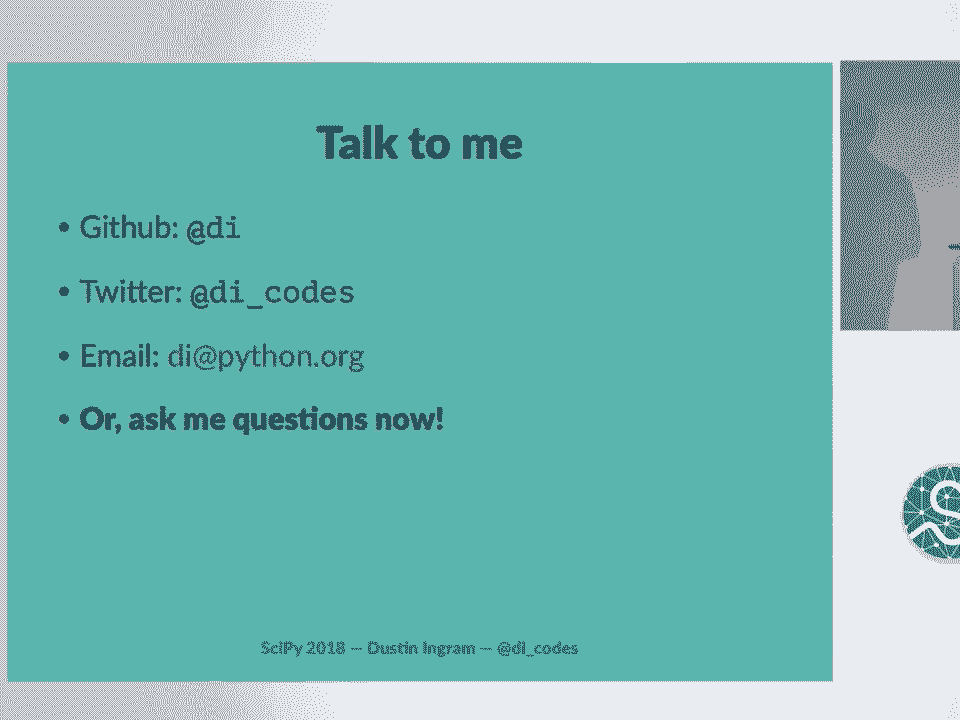 Talk to me
• Github: @di
• Twitter: @di_codes
• Email: di@python.org
• Or, ask me questions now!
SciPy 2018 — Dustin Ingram — @di_codes